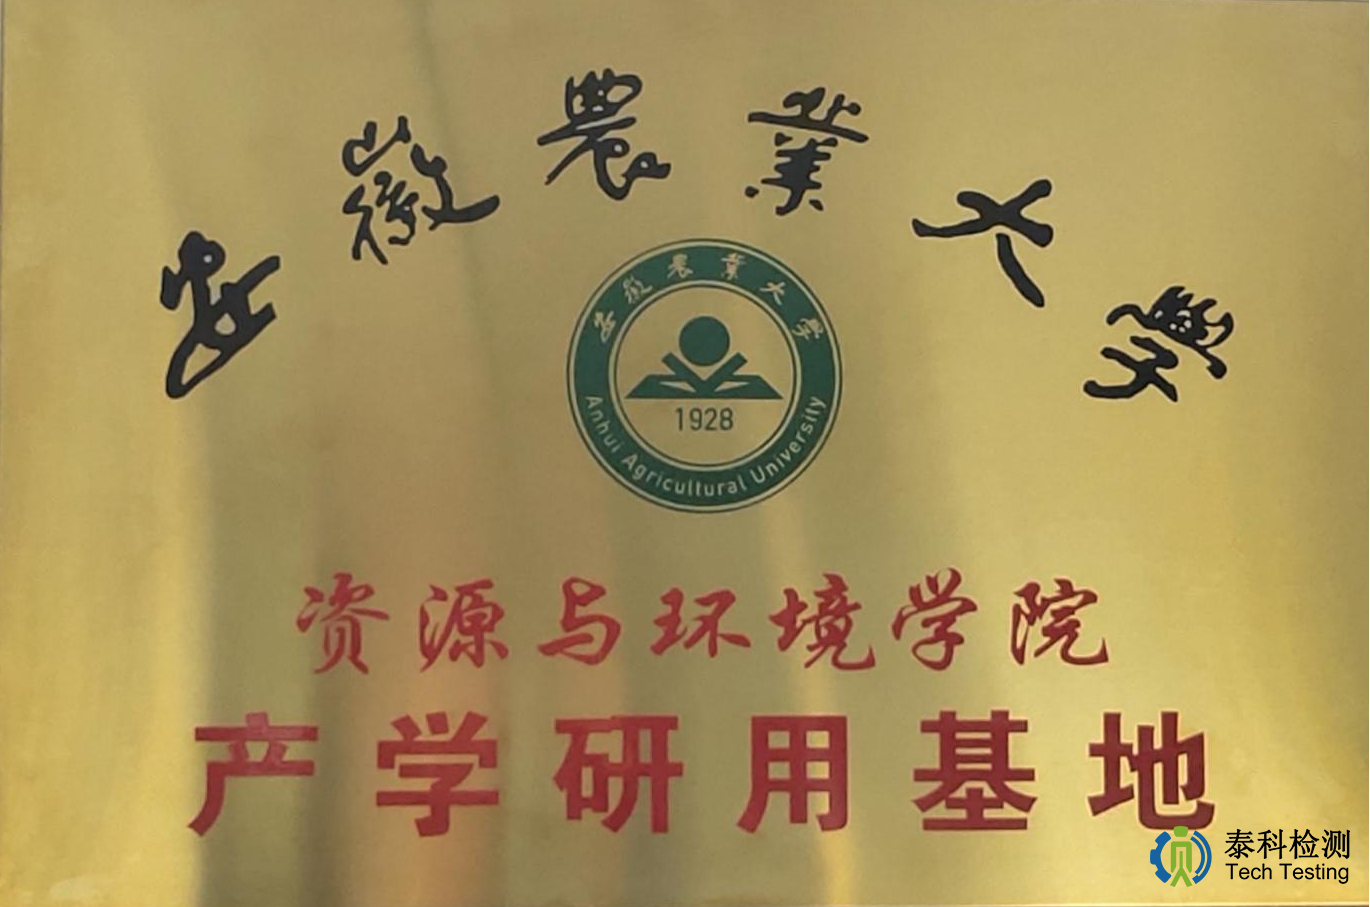 安徽農業大學
安徽農業大學
1928
Anhui Agricultural University
资源与环境学院
产学研用基地
泰科检测
Tech Testing